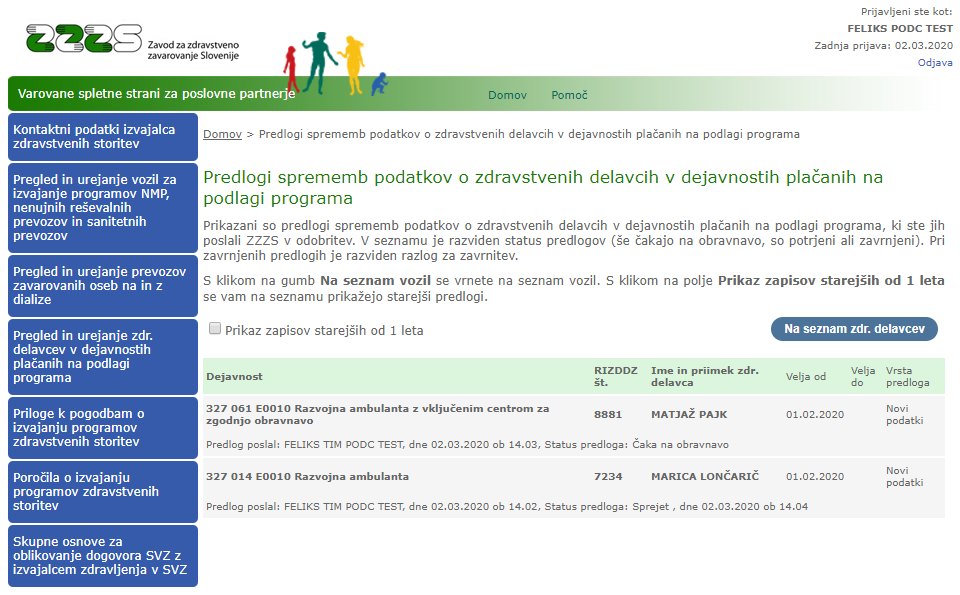 ZZZS
Zavod za zdravstveno
zavarovanje Slovenije
Prijavljeni ste kot:
FELIKS PODC TEST
Zadnja prijava: 02.03.2020
Odjava
Varovane spletne strani za poslovne partnerje
Domov
Pomoč
Kontaktni podatki izvajalca
zdravstvenih storitev
Pregled in urejanje vozil za
izvajanje programov NMP,
nenujnih reševalnih
prevozov in sanitetnih
prevozov
Pregled in urejanje prevozov
zavarovanih oseb na in z
dialize
Pregled in urejanje zdr.
delavcev v dejavnostih
plačanih na podlagi
programa
Priloge k pogodbam o
izvajanju programov
zdravstvenih storitev
Poročila o izvajanju
programov zdravstvenih
storitev
Skupne osnove za
oblikovanje dogovora SVZ z
izvajalcem zdravljenja v SVZ
Domov > Predlogi sprememb podatkov o zdravstvenih delavcih v dejavnostih plačanih na podlagi programa
Predlogi sprememb podatkov o zdravstvenih delavcih v dejavnostih plačanih na
podlagi programa
Prikazani so predlogi sprememb podatkov o zdravstvenih delavcih v dejavnostih plačanih na podlagi programa, ki ste jih
poslali ZZZS v odobritev. V seznamu je razviden status predlogov (še čakajo na obravnavo, so potrjeni ali zavrnjeni). Pri
zavrnjenih predlogih je razviden razlog za zavrnitev.
S klikom na gumb Na seznam vozil se vrnete na seznam vozil. S klikom na polje Prikaz zapisov starejših od 1 leta
se vam na seznamu prikažejo starejši predlogi.
Prikaz zapisov starejših od 1 leta
Na seznam zdr. delavcev
Dejavnost
RIZDDZ
št.
Ime in priimek zdr.
delavca
Velja od
Velja
do
Vrsta
predloga
327 061 E0010 Razvojna ambulanta z vključenim centrom za
zgodnjo obravnavo
8881
MATJAŽ PAJK
01.02.2020
Novi
podatki
Predlog poslal: FELIKS TIM PODC TEST, dne 02.03.2020 ob 14.03, Status predloga: Čaka na obravnavo
327 014 E0010 Razvojna ambulanta
7234
MARICA LONČARIČ
01.02.2020
Novi
podatki
Predlog poslal: FELIKS TIM PODC TEST, dne 02.03.2020 ob 14.02, Status predloga: Sprejet , dne 02.03.2020 ob 14.04